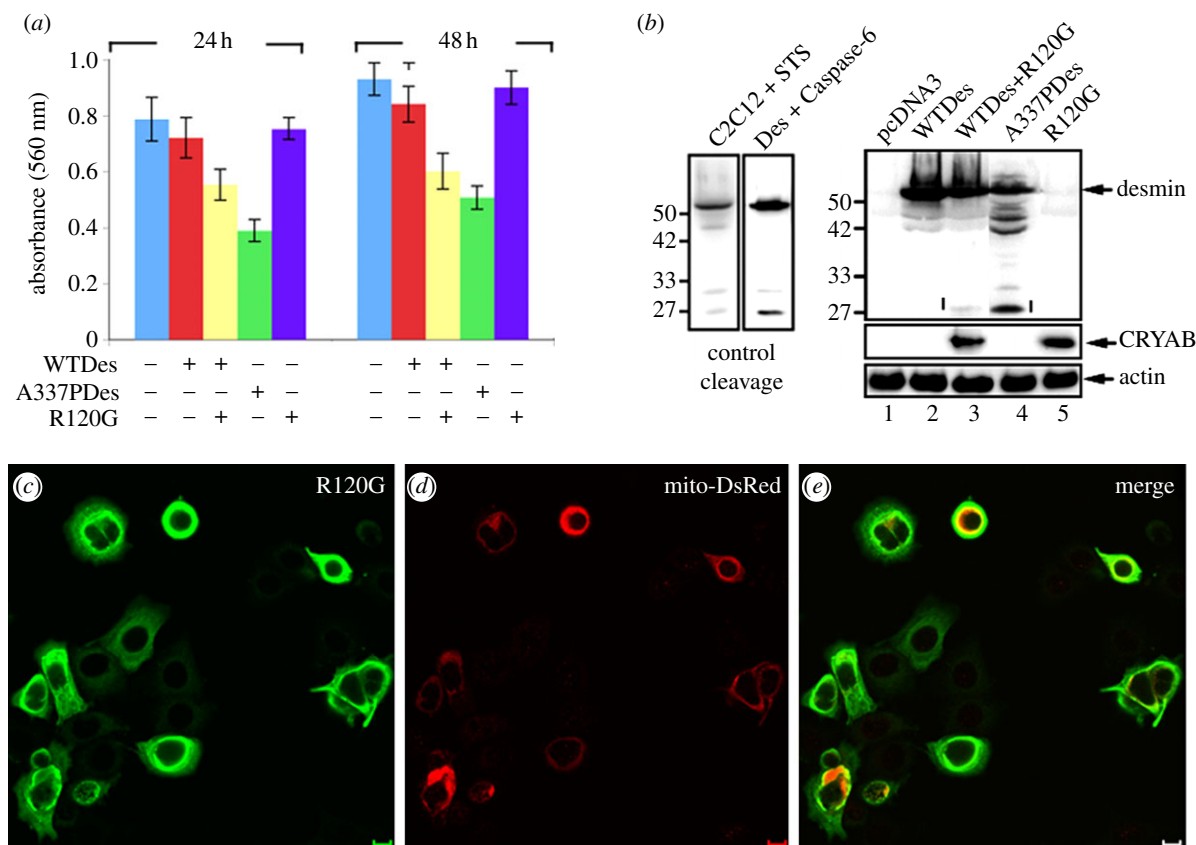 (a)
24 h
48 h
absorbance (560 nm)
1.0
0.8
0.6
0.4
0.2
0
WTDes – + + – – – + + – –
A337PDes – – – + – – – – + –
R120G – – + – + – – + – +
(b)
C2C12 + STS
Des + Caspase-6
50
42
33
27
control
cleavage
pcDNA3
WTDes
WTDes+R120G
A337PDes
R120G
50
42
33
27
desmin
CRYAB
actin
1 2 3 4 5
(c)
R120G
(d)
mito-DsRed
(e)
merge